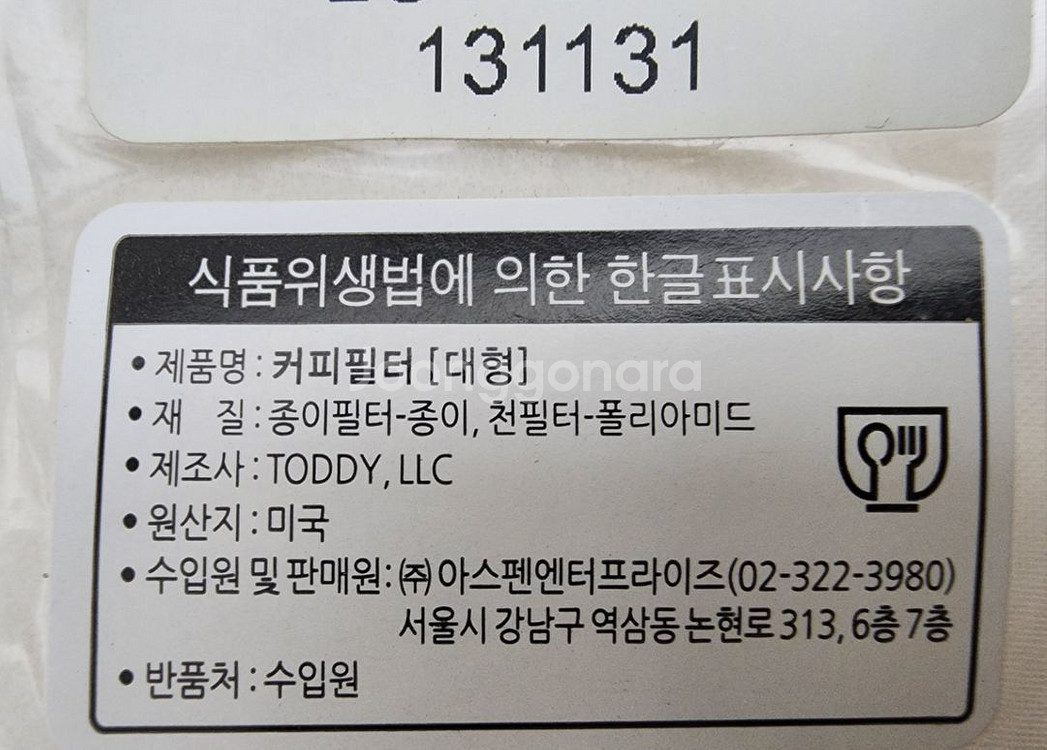 131131
식품위생법에 의한 한글표시사항
• 제품명 : 커피필터 [대형]
• 재 질 : 종이필터-종이, 천필터-폴리아미드
• 제조사 : TODDY, LLC
• 원산지 : 미국
• 수입원 및 판매원 : ㈜아스펜엔터프라이즈(02-322-3980)
서울시 강남구 역삼동 논현로 313, 6층 7층
• 반품처 : 수입원
Joonggonara